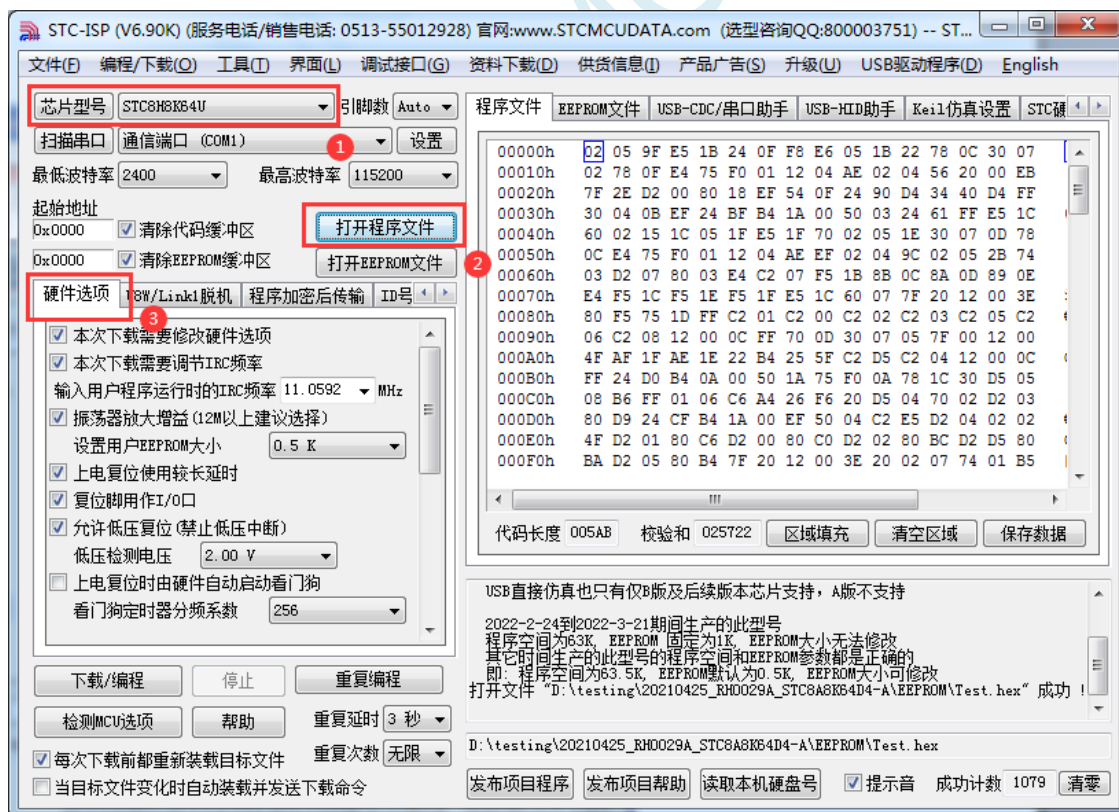 STC-ISP (V6.90K) (服务电话/销售电话: 0513-55012928) 官网:www.STCMCUDATA.com (选型咨询QQ:800003751) -- ST...
文件(F) 编程/下载(O) 工具(T) 界面(L) 调试接口(G) 资料下载(D) 供货信息(I) 产品广告(S) 升级(U) USB驱动程序(D) English
芯片型号 STC8H8K64U 引脚数 Auto
扫描串口 通信端口 (COM1) 设置
1
最低波特率 2400 最高波特率 115200
起始地址
0x0000 清除代码缓冲区 打开程序文件
0x0000 清除EEPROM缓冲区 打开EEPROM文件
2
硬件选项 U8W/Link1脱机 程序加密后传输 ID号
3
本次下载需要修改硬件选项
本次下载需要调节IRC频率
输入用户程序运行时的IRC频率 11.0592 MHz
振荡器放大增益(12M以上建议选择)
设置用户EEPROM大小 0.5 K
上电复位使用较长延时
复位脚用作I/O口
允许低压复位(禁止低压中断)
低压检测电压 2.00 V
上电复位时由硬件自动启动看门狗
看门狗定时器分频系数 256
下载/编程 停止 重复编程
检测MCU选项 帮助 重复延时 3 秒
每次下载前都重新装载目标文件 重复次数 无限
当目标文件变化时自动装载并发送下载命令
程序文件 EEPROM文件 USB-CDC/串口助手 USB-HID助手 Keil仿真设置 STC硬
00000h 02 05 9F E5 1B 24 0F F8 E6 05 1B 22 78 0C 30 07
00010h 02 78 0F E4 75 F0 01 12 04 AE 02 04 56 20 00 EB
00020h 7F 2E D2 00 80 18 EF 54 0F 24 90 D4 34 40 D4 FF
00030h 30 04 0B EF 24 BF B4 1A 00 50 03 24 61 FF E5 1C
00040h 60 02 15 1C 05 1F E5 1F 70 02 05 1E 30 07 0D 78
00050h 0C E4 75 F0 01 12 04 AE EF 02 04 9C 02 05 2B 74
00060h 03 D2 07 80 03 E4 C2 07 F5 1B 8B 0C 8A 0D 89 0E
00070h E4 F5 1C F5 1E F5 1F E5 1C 60 07 7F 20 12 00 3E
00080h 80 F5 75 1D FF C2 01 C2 00 C2 02 C2 03 C2 05 C2
00090h 06 C2 08 12 00 0C FF 70 0D 30 07 05 7F 00 12 00
000A0h 4F AF 1F AE 1E 22 B4 25 5F C2 D5 C2 04 12 00 0C
000B0h FF 24 D0 B4 0A 00 50 1A 75 F0 0A 78 1C 30 D5 05
000C0h 08 B6 FF 01 06 C6 A4 26 F6 20 D5 04 70 02 D2 03
000D0h 80 D9 24 CF B4 1A 00 EF 50 04 C2 E5 D2 04 02 02
000E0h 4F D2 01 80 C6 D2 00 80 C0 D2 02 80 BC D2 D5 80
000F0h BA D2 05 80 B4 7F 20 12 00 3E 20 02 07 74 01 B5
代码长度 005AB 校验和 025722 区域填充 清空区域 保存数据
USB直接仿真也只有仅B版及后续版本芯片支持，A版不支持
2022-2-24到2022-3-21期间生产的此型号
程序空间为63K, EEPROM 固定为1K, EEPROM大小无法修改
其它时间生产的此型号的程序空间和EEPROM参数都是正确的
即: 程序空间为63.5K, EEPROM默认为0.5K, EEPROM大小可修改
打开文件 "D:\testing\20210425_RH0029A_STC8A8K64D4-A\EEPROM\Test.hex" 成功 !
D:\testing\20210425_RH0029A_STC8A8K64D4-A\EEPROM\Test.hex
发布项目程序 发布项目帮助 读取本机硬盘号 提示音 成功计数 1079 清零